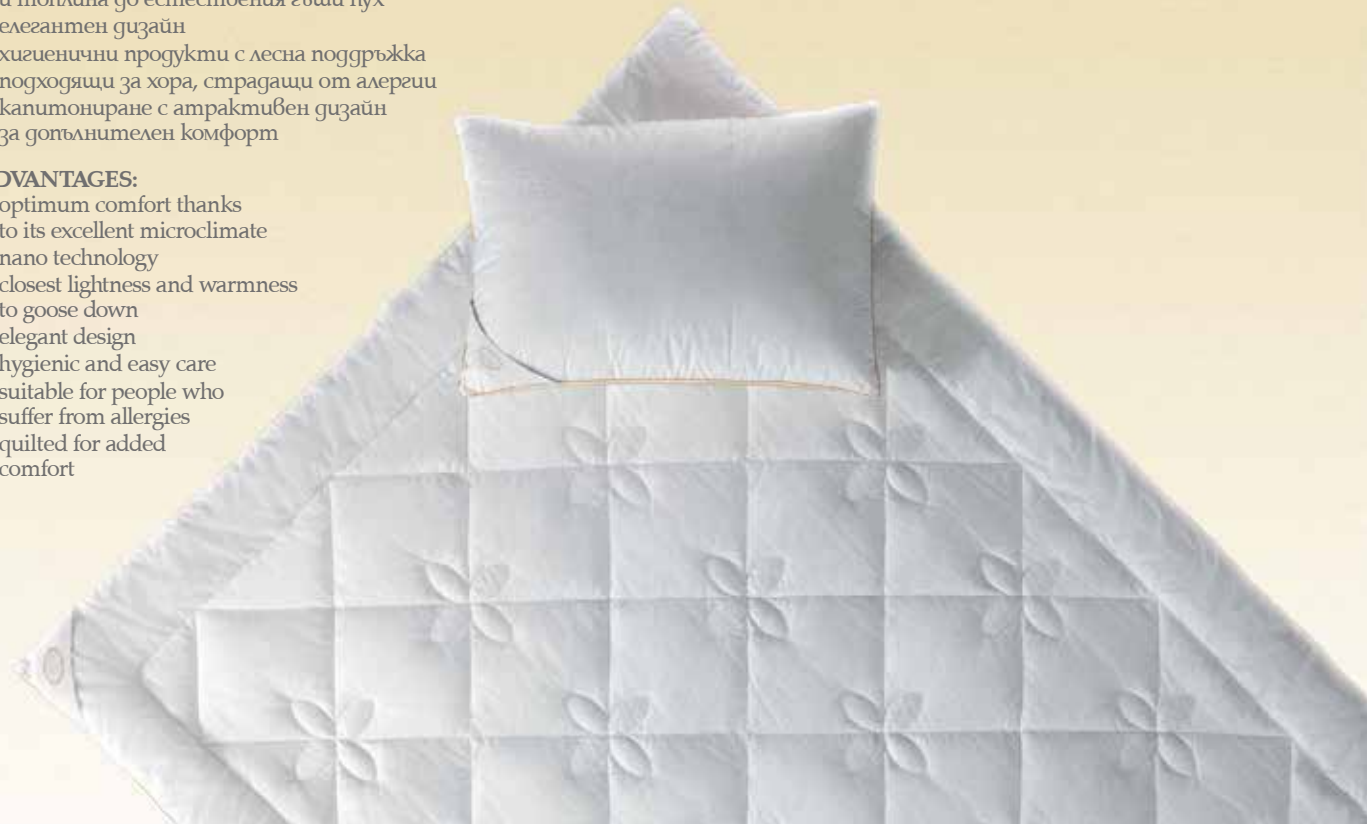 и топлина до естествения гъши пух
елегантен дизайн
хигиенични продукти с лесна поддръжка
подходящи за хора, страдащи от алергии
капитониране с атрактивен дизайн
за допълнителен комфорт
DVANTAGES:
optimum comfort thanks
to its excellent microclimate
nano technology
closest lightness and warmness
to goose down
elegant design
hygienic and easy care
suitable for people who
suffer from allergies
quilted for added
comfort